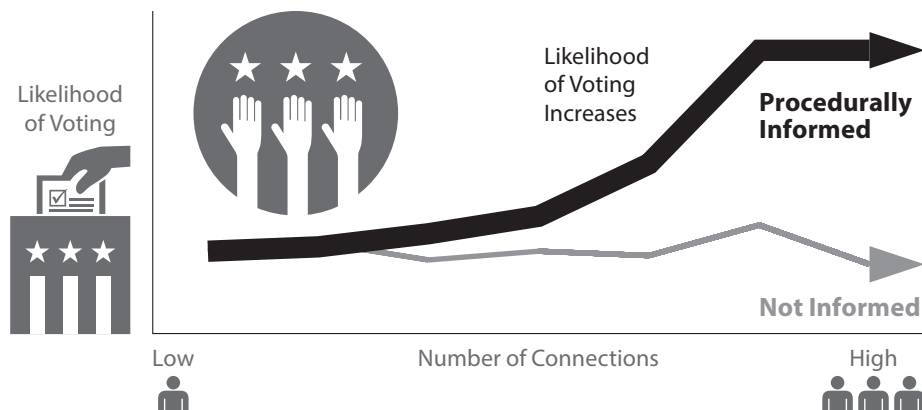 Likelihood
of Voting
Likelihood
of Voting
Increases
Procedurally
Informed
Not Informed
Low
Number of Connections
High